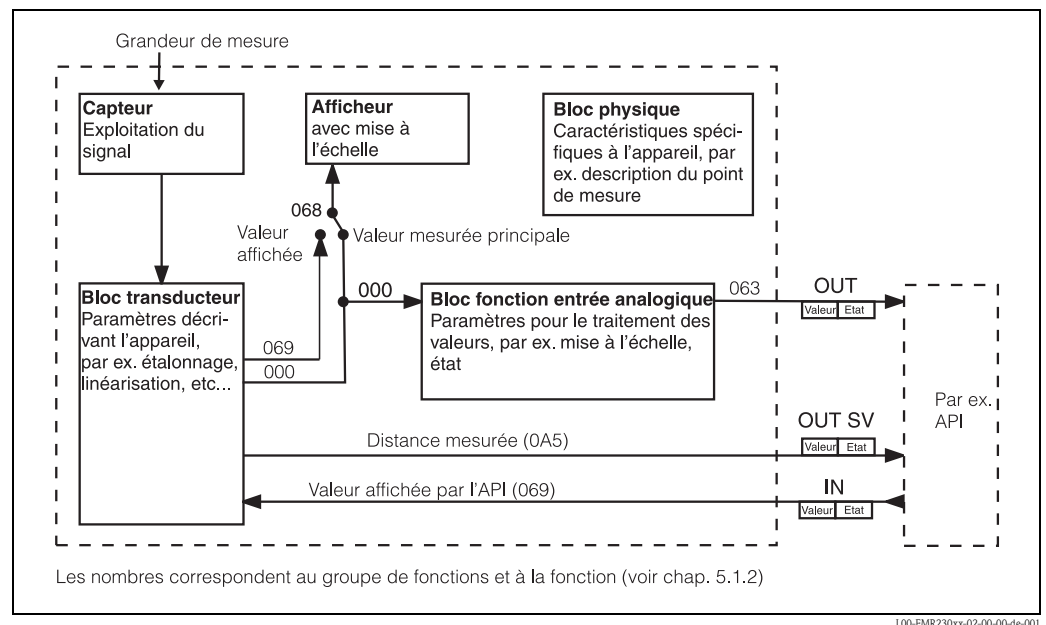 Grandeur de mesure
Capteur
Exploitation du
signal
Afficheur
avec mise à
l'échelle
Bloc physique
Caractéristiques spéci-
fiques à l'appareil, par
ex. description du point
de mesure
068
Valeur
affichée
Valeur mesurée principale
Bloc transducteur
Paramètres décri-
vant l'appareil,
par ex. étalonnage,
linéarisation, etc...
069
000
000
Bloc fonction entrée analogique
Paramètres pour le traitement des
valeurs, par ex. mise à l'échelle,
état
063
OUT
Valeur Etat
Par ex.
API
Distance mesurée (0A5)
OUT SV
Valeur Etat
Valeur affichée par l'API (069)
IN
Valeur Etat
Les nombres correspondent au groupe de fonctions et à la fonction (voir chap. 5.1.2)
L00-FMR230xx-02-00-00-de-001